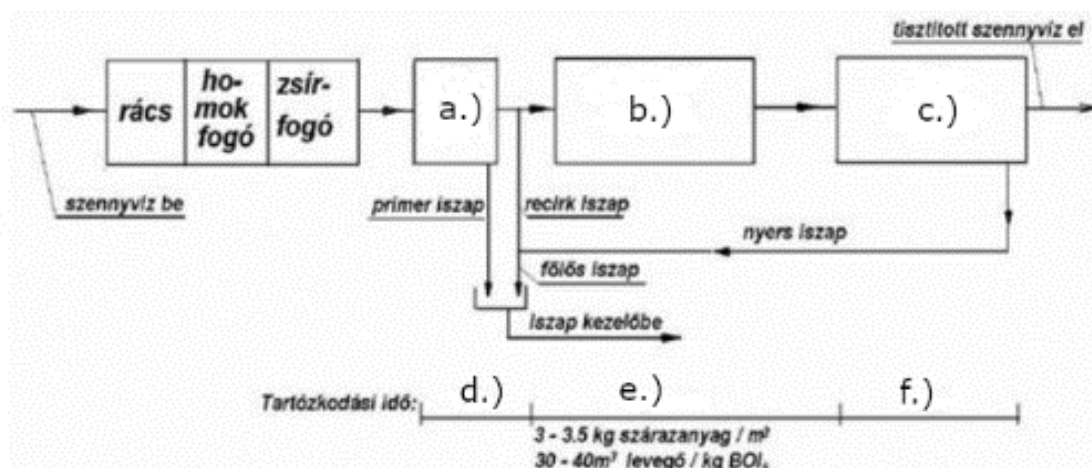 tisztított szennyvíz el
rács
ho-
mok
fogó
zsír-
fogó
a.)
b.)
c.)
szennyvíz be
primer iszap
recirk iszap
nyers iszap
fölös iszap
Iszap kezelőbe
Tartózkodási idő:
d.)
e.)
f.)
3 - 3.5 kg szárazanyag / m³
30 - 40m³ levegő / kg BOI₅